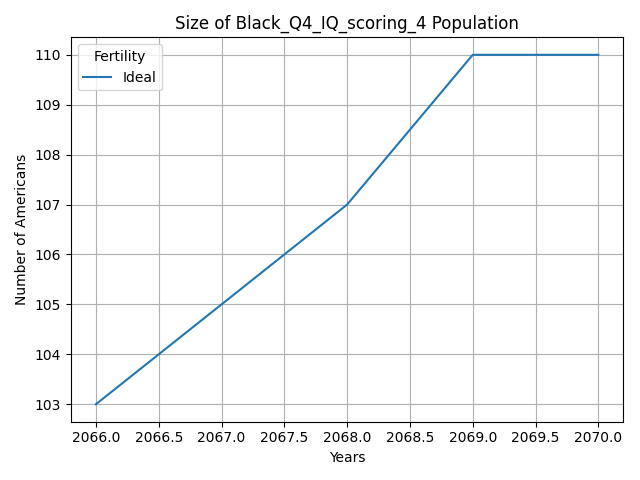 Size of Black_Q4_IQ_scoring_4 Population
Fertility
Ideal
110
109
108
107
106
105
104
103
Number of Americans
2066.0 2066.5 2067.0 2067.5 2068.0 2068.5 2069.0 2069.5 2070.0
Years